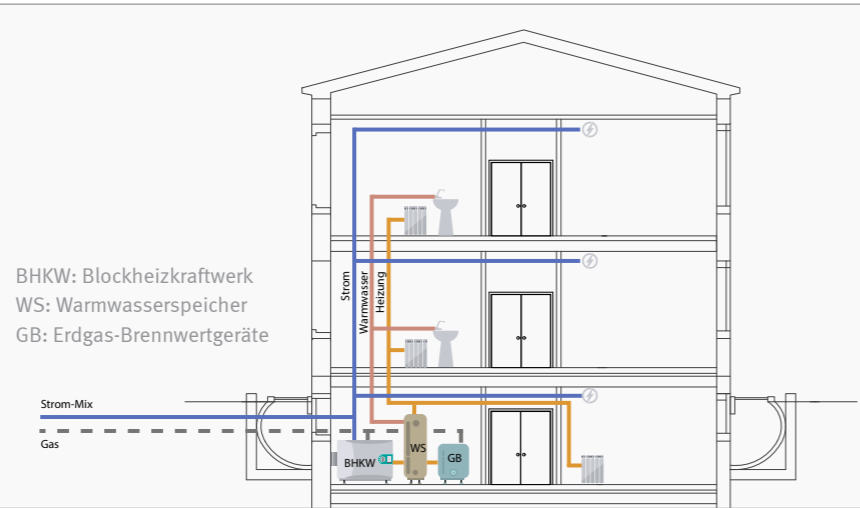 BHKW: Blockheizkraftwerk
WS: Warmwasserspeicher
GB: Erdgas-Brennwertgeräte
Strom
Warmwasser
Heizung
Strom-Mix
Gas
BHKW
WS
GB